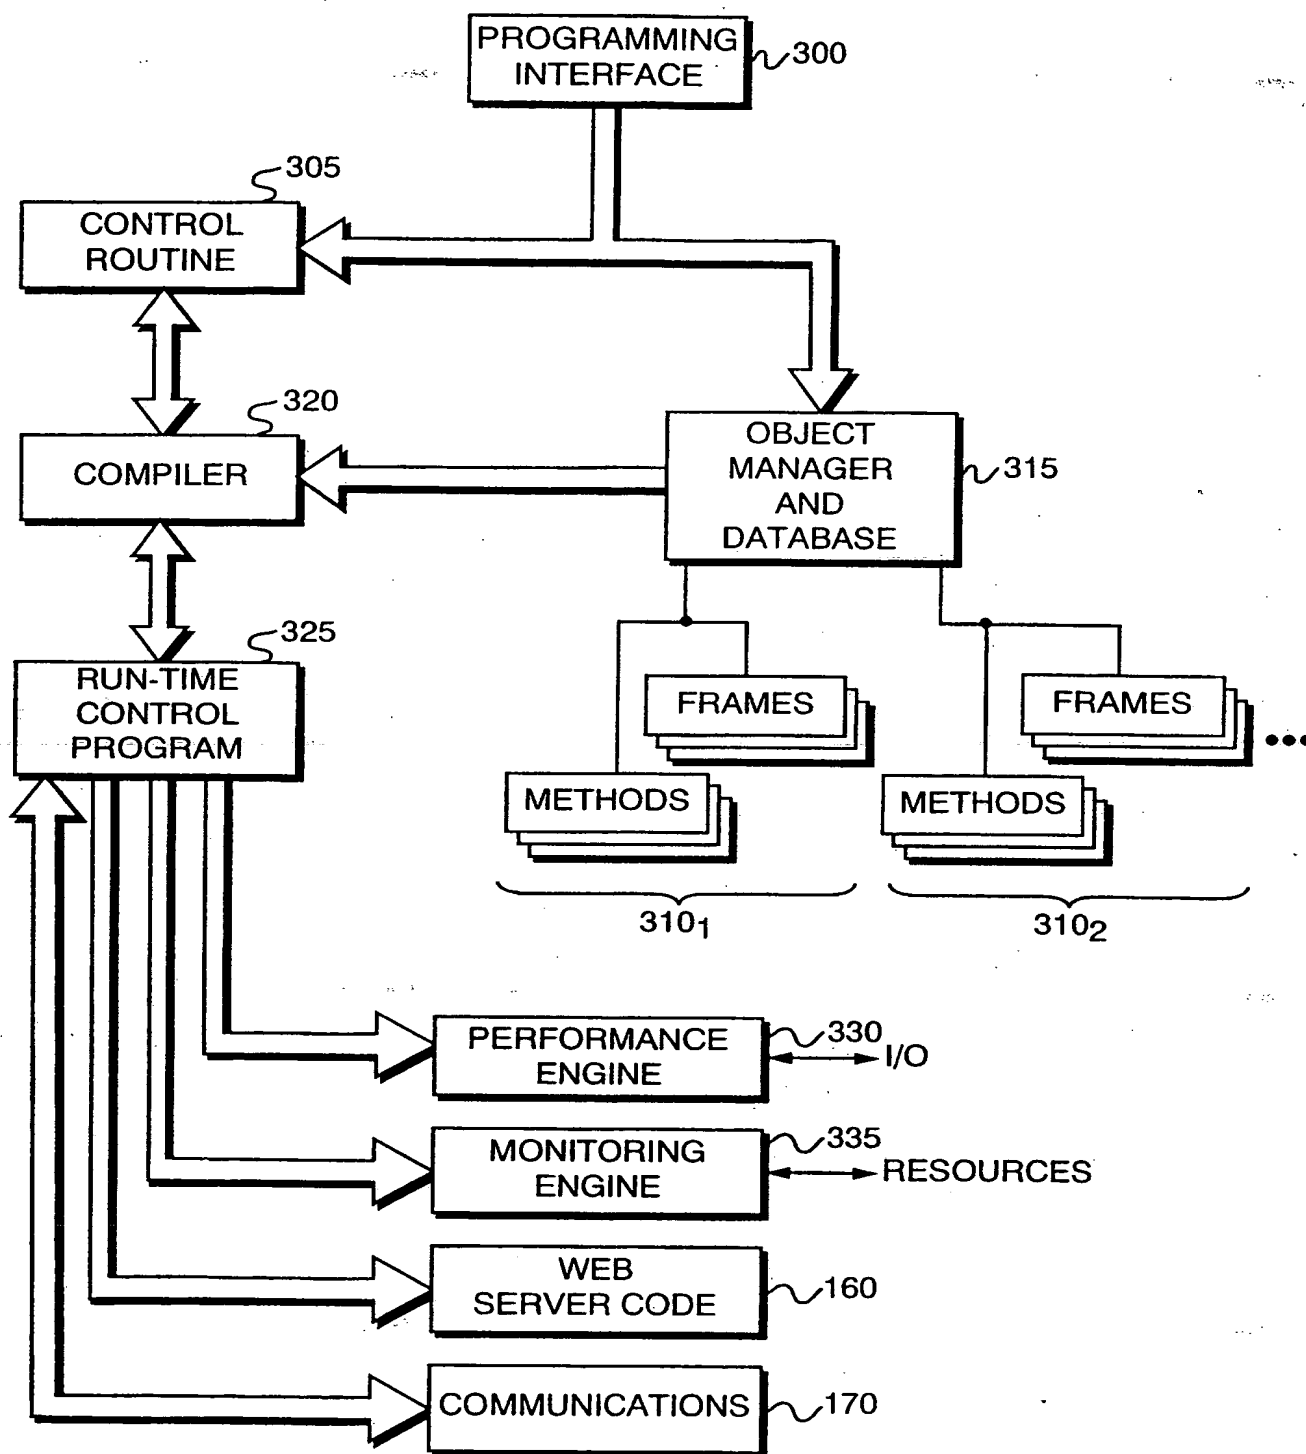 PROGRAMMING
INTERFACE
300
305
CONTROL
ROUTINE
320
COMPILER
OBJECT
MANAGER
AND
DATABASE
315
325
RUN-TIME
CONTROL
PROGRAM
FRAMES
FRAMES
METHODS
METHODS
310₁
310₂
PERFORMANCE
ENGINE
330
I/O
MONITORING
ENGINE
335
RESOURCES
WEB
SERVER CODE
160
COMMUNICATIONS
170